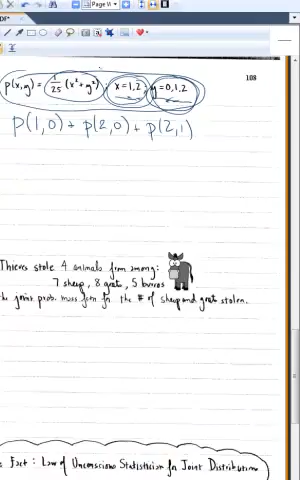 Page Vi
DF*
108
p(x,y) = 1/25 (x²+y²) ; x=1,2, y=0,1,2
p(1,0) + p(2,0) + p(2,1)
Thieves stole 4 animals from among:
7 sheep, 8 goats, 5 burros
the joint prob. mass fcn for the # of sheep and goats stolen.
Fact: Law of Unconscious Statistician for Joint Distributions